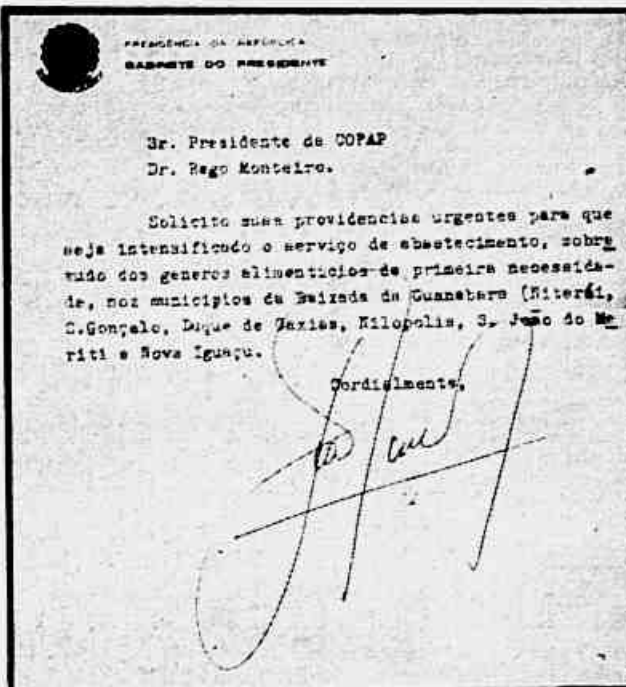 PRESIDÊNCIA DA REPÚBLICA
GABINETE DO PRESIDENTE
Sr. Presidente da COPAP
Dr. Rego Monteiro.
Solicito suas providencias urgentes para que
seja intensificado o serviço de abastecimento, sobre
tudo dos generos alimenticios de primeira necessida-
de, nos municipios da Baixada da Guanabara (Niterói,
S.Gonçalo, Duque de Caxias, Nilopolis, S. João do Me
riti e Nova Iguaçu.
Cordialmente,